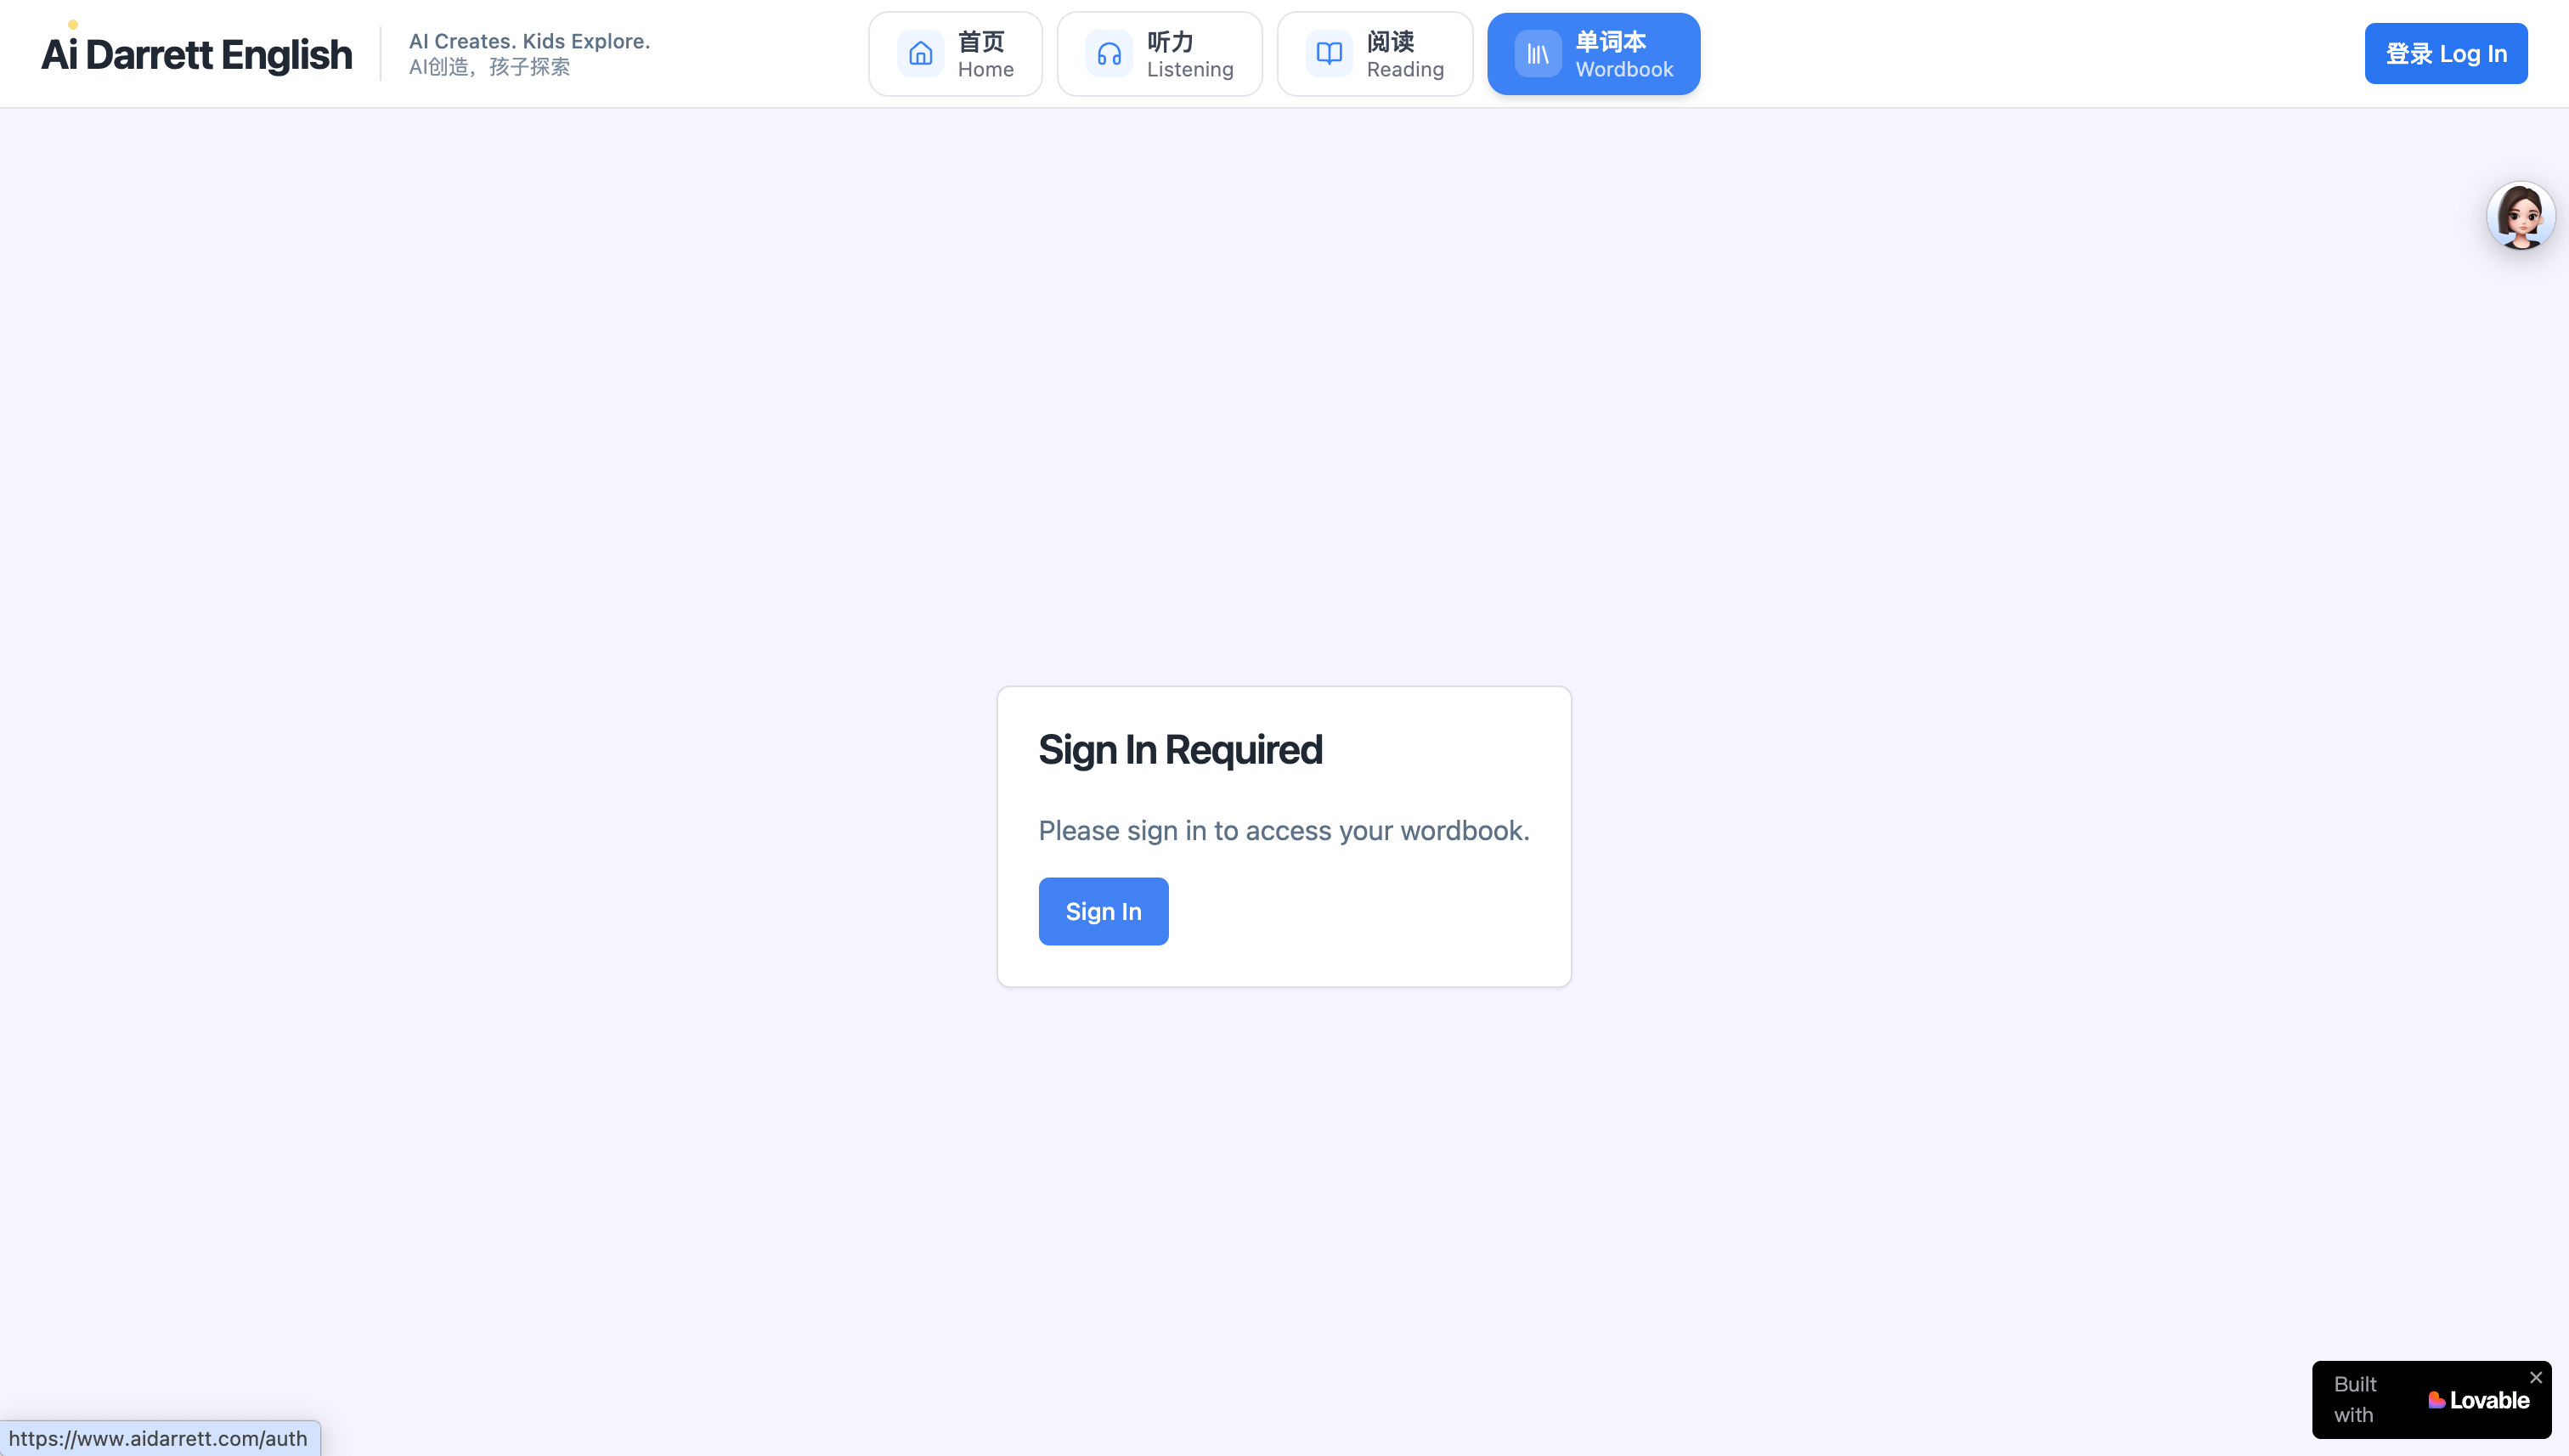 Ai Darrett English
AI Creates. Kids Explore.
AI创造，孩子探索
首页
Home
听力
Listening
阅读
Reading
单词本
Wordbook
登录 Log In
Sign In Required
Please sign in to access your wordbook.
Sign In
Built
with
Lovable
https://www.aidarrett.com/auth